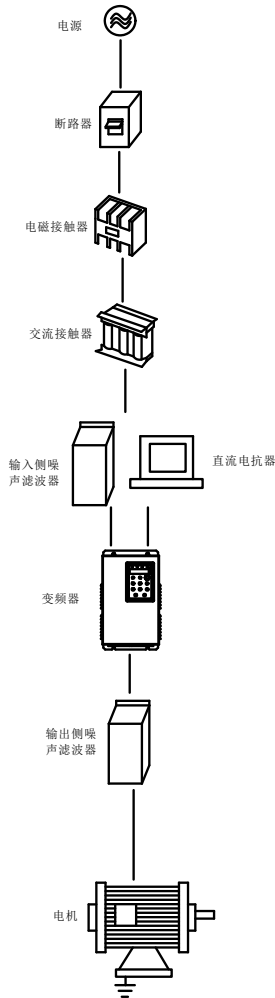 电源
断路器
电磁接触器
交流接触器
输入侧噪
声滤波器
直流电抗器
变频器
输出侧噪
声滤波器
电机